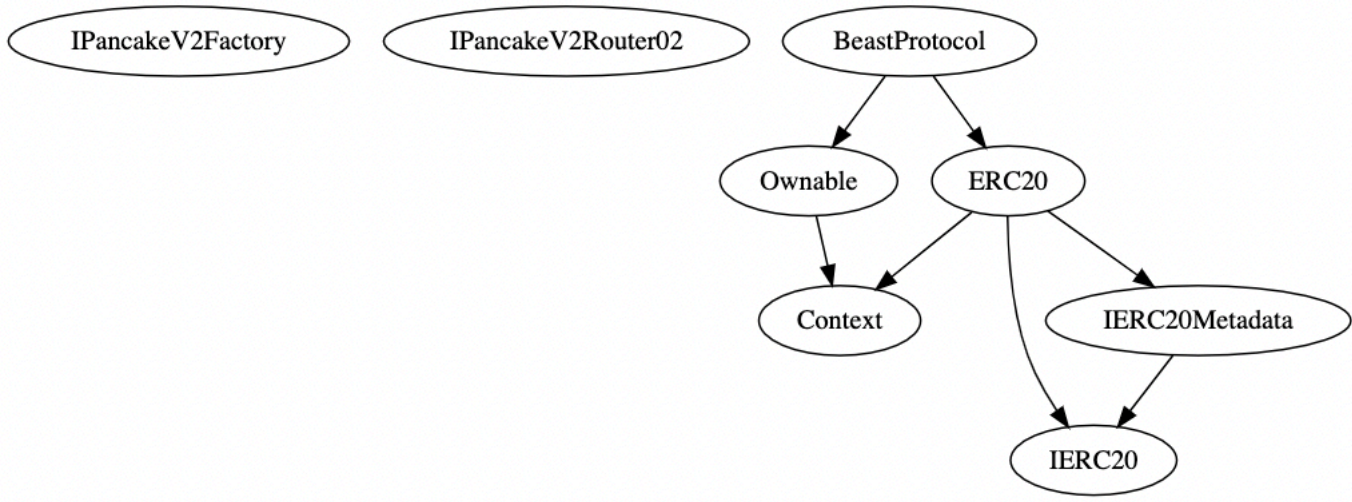 IPancakeV2Factory
IPancakeV2Router02
BeastProtocol
Ownable
ERC20
Context
IERC20Metadata
IERC20